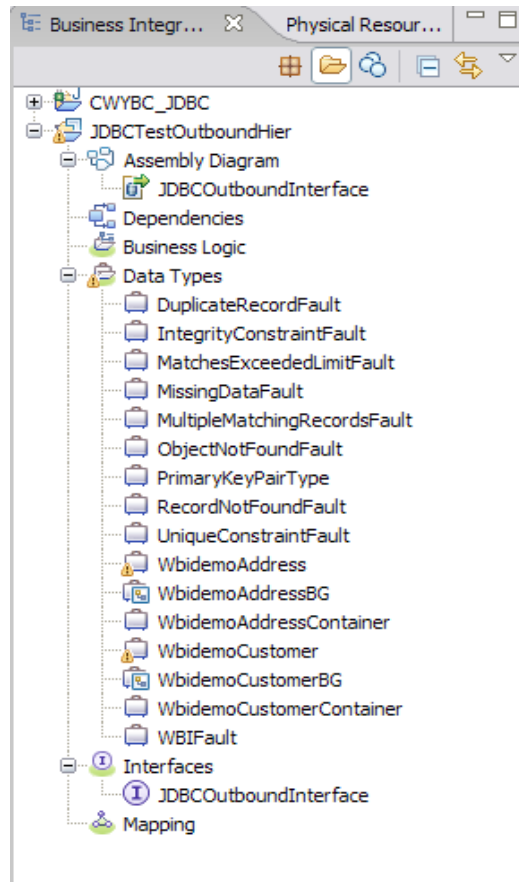 Business Integr...
Physical Resour...
CWYBC_JDBC
JDBCTestOutboundHier
Assembly Diagram
JDBCOutboundInterface
Dependencies
Business Logic
Data Types
DuplicateRecordFault
IntegrityConstraintFault
MatchesExceededLimitFault
MissingDataFault
MultipleMatchingRecordsFault
ObjectNotFoundFault
PrimaryKeyPairType
RecordNotFoundFault
UniqueConstraintFault
WbidemoAddress
WbidemoAddressBG
WbidemoAddressContainer
WbidemoCustomer
WbidemoCustomerBG
WbidemoCustomerContainer
WBIFault
Interfaces
JDBCOutboundInterface
Mapping